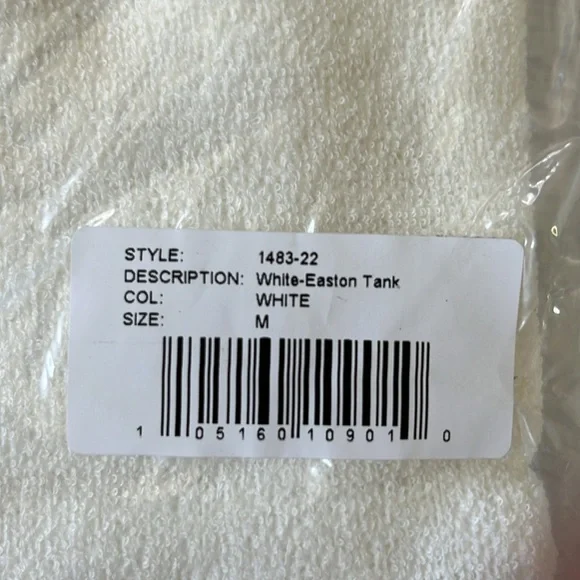 STYLE: 1483-22
DESCRIPTION: White-Easton Tank
COL: WHITE
SIZE: M
1 05160 10901 0